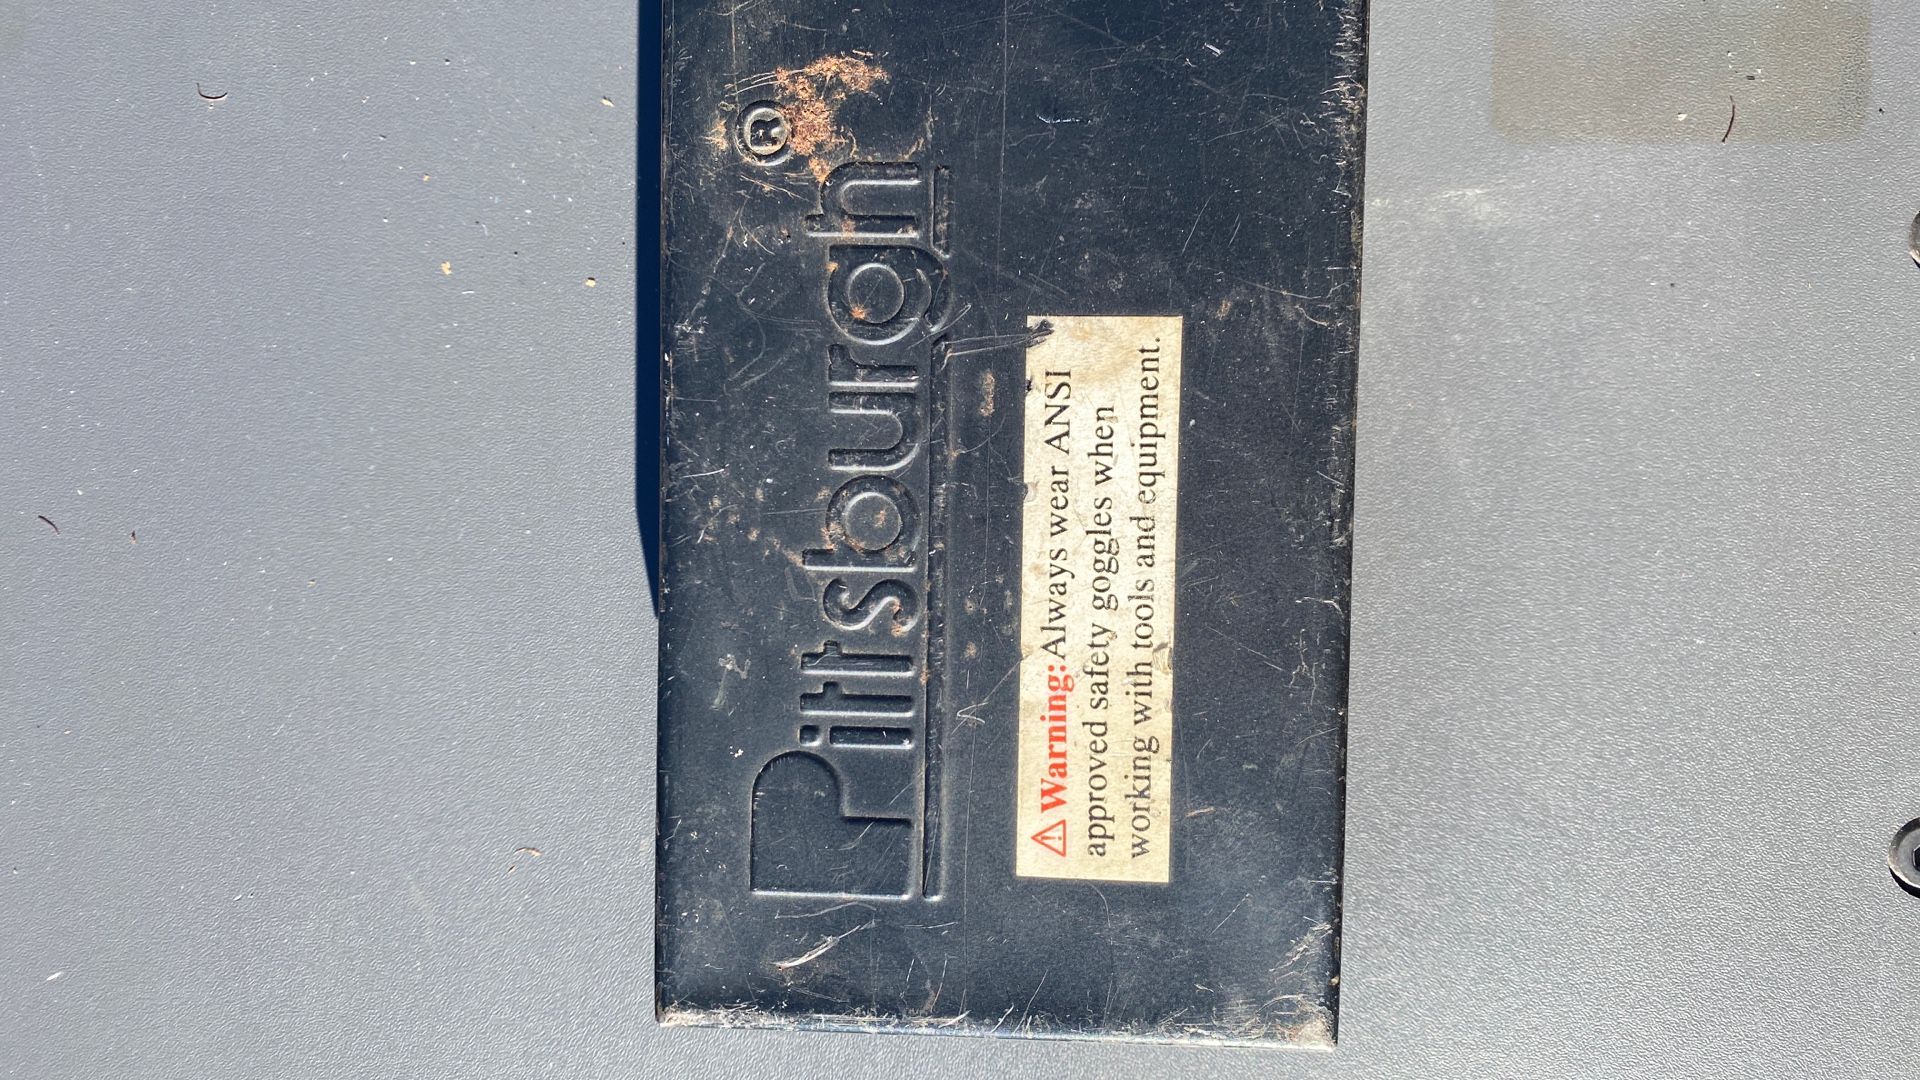 Pittsburgh®
⚠ Warning: Always wear ANSI
approved safety goggles when
working with tools and equipment.